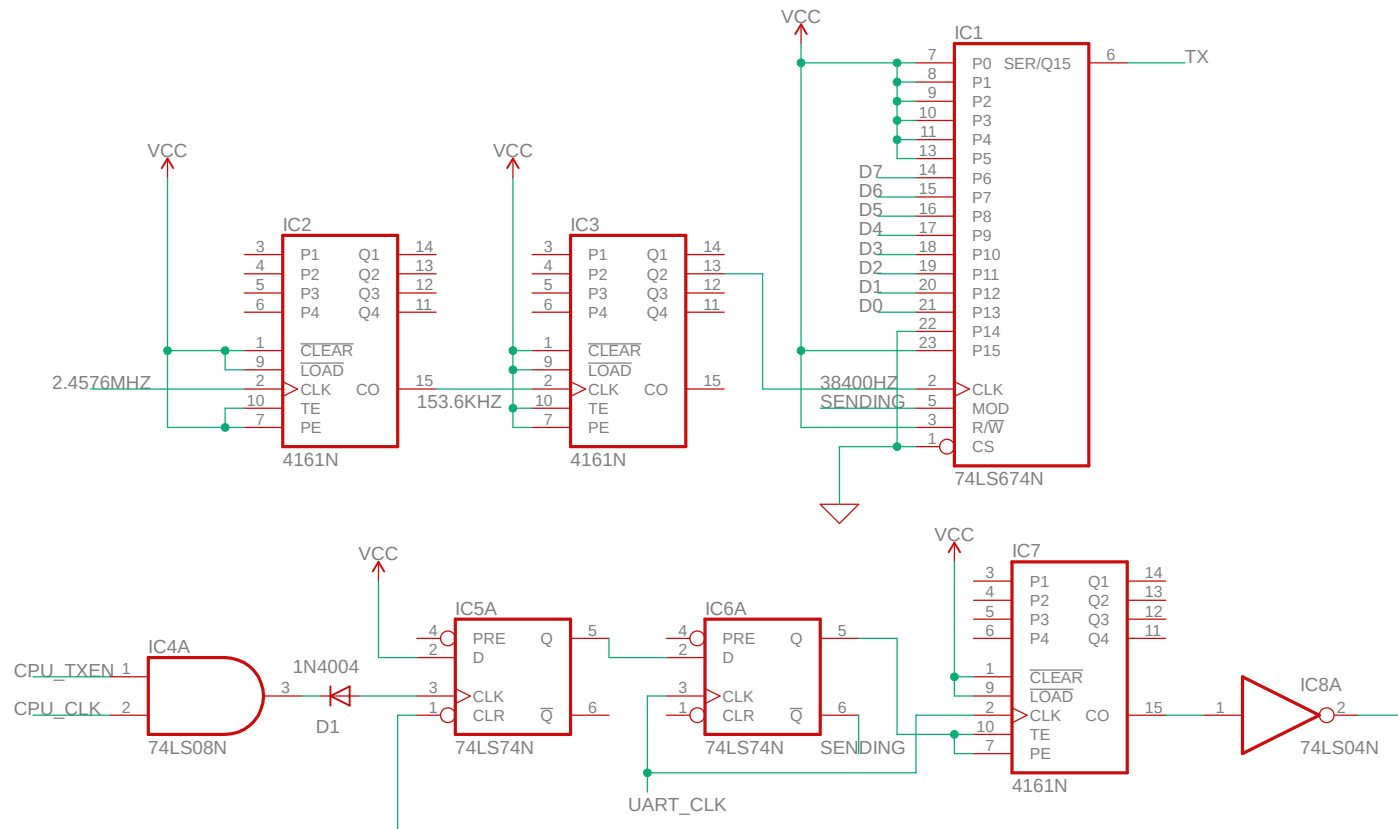 VCC
IC1
7 P0 SER/Q15 6 TX
8 P1
9 P2
10 P3
11 P4
13 P5
D7 14 P6
D6 15 P7
D5 16 P8
D4 17 P9
D3 18 P10
D2 19 P11
D1 20 P12
D0 21 P13
22 P14
23 P15
38400HZ 2 CLK
SENDING 5 MOD
3 R/W
1 CS
74LS674N
VCC
IC2
3 P1 Q1 14
4 P2 Q2 13
5 P3 Q3 12
6 P4 Q4 11
1 CLEAR
9 LOAD
2.4576MHZ 2 CLK CO 15
10 TE
7 PE
4161N
153.6KHZ
VCC
IC3
3 P1 Q1 14
4 P2 Q2 13
5 P3 Q3 12
6 P4 Q4 11
1 CLEAR
9 LOAD
2 CLK CO 15
10 TE
7 PE
4161N
IC4A
CPU_TXEN 1
3
CPU_CLK 2
74LS08N
1N4004
D1
VCC
IC5A
4 PRE Q 5
2 D
3 CLK
1 CLR Q 6
74LS74N
IC6A
4 PRE Q 5
2 D
3 CLK
1 CLR Q 6
74LS74N
SENDING
UART_CLK
VCC
IC7
3 P1 Q1 14
4 P2 Q2 13
5 P3 Q3 12
6 P4 Q4 11
1 CLEAR
9 LOAD
2 CLK CO 15
10 TE
7 PE
4161N
IC8A
1 2
74LS04N